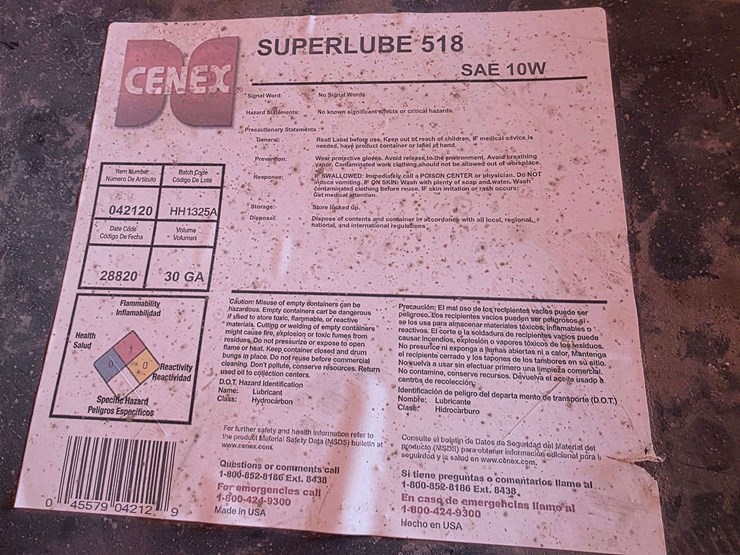 CENEX
SUPERLUBE 518
SAE 10W
Signal Word: No Signal Words
Hazard Statements: No known significant effects or critical hazards.
Precautionary Statements :
General: Read Label before use, Keep out of reach of children, IF medical advice is
needed, have product container or label at hand.
Prevention: Wear protective gloves. Avoid release to the environment. Avoid breathing
vapor. Contaminated work clothing should not be allowed out of workplace.
Response: IF SWALLOWED: Immediately call a POISON CENTER or physician. Do NOT
induce vomiting. IF ON SKIN: Wash with plenty of soap and water. Wash
contaminated clothing before reuse. IF skin irritation or rash occurs:
Get medical attention.
Storage: Store locked up.
Disposal: Dispose of contents and container in accordance with all local, regional,
national, and international regulations
Item Number
Número De Artículo
Batch Code
Código De Lote
042120
HH1325A
Date Code
Código De Fecha
Volume
Volumen
28820
30 GA
Flammability
Inflamabilidad
Health
Salud
1
0
0
Reactivity
Reactividad
Specific Hazard
Peligros Específicos
0 45579 04212 9
Caution: Misuse of empty containers can be
hazardous. Empty containers can be dangerous
if used to store toxic, flammable, or reactive
materials. Cutting or welding of empty containers
might cause fire, explosion or toxic fumes from
residues. Do not pressurize or expose to open
flame or heat. Keep container closed and drum
bungs in place. Do not reuse before commercial
cleaning. Don't pollute, conserve resources. Return
used oil to collection centers.
D.O.T. Hazard Identification
Name: Lubricant
Class: Hydrocarbon
For further safety and health information refer to
the product Material Safety Data (MSDS) bulletin at
www.cenex.com.
Questions or comments call
1-800-852-8186 Ext. 8438
For emergencies call
1-800-424-9300
Made in USA
Precaución: El mal uso de los recipientes vacíos puede ser
peligroso. Los recipientes vacíos pueden ser peligrosos si
se los usa para almacenar materiales tóxicos, inflamables o
reactivos. El corte o la soldadura de recipientes vacíos puede
causar incendios, explosión o vapores tóxicos de los residuos.
No presurice ni exponga a llamas abiertas ni a calor. Mantenga
el recipiente cerrado y los tapones de los tambores en su sitio.
No vuelva a usar sin efectuar primero una limpieza comercial.
No contamine, conserve recursos. Devuelva el aceite usado a
centros de recolección.
Identificación de peligro del departa mento de transporte (D.O.T.)
Nombre: Lubricante
Clase: Hidrocarburo
Consulte el boletín de Datos de Seguridad del Material del
producto (MSDS) para obtener información adicional para la
seguridad y la salud en www.cenex.com.
Si tiene preguntas o comentarios llame al
1-800-852-8186 Ext. 8438
En caso de emergencias llame al
1-800-424-9300
Hecho en USA